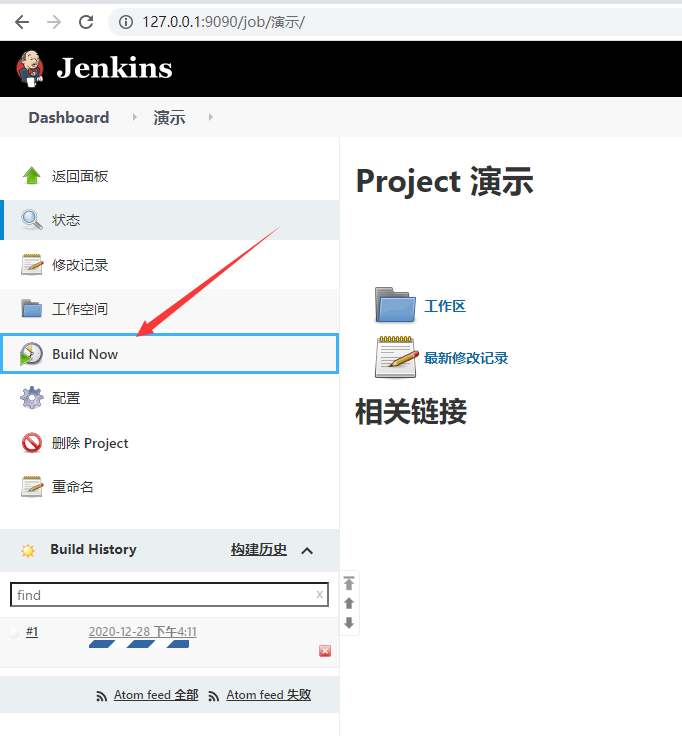 127.0.0.1:9090/job/演示/
Jenkins
Dashboard 演示
返回面板
状态
修改记录
工作空间
Build Now
配置
删除 Project
重命名
Project 演示
工作区
最新修改记录
相关链接
Build History 构建历史
find x
#1 2020-12-28 下午4:11
Atom feed 全部 Atom feed 失败